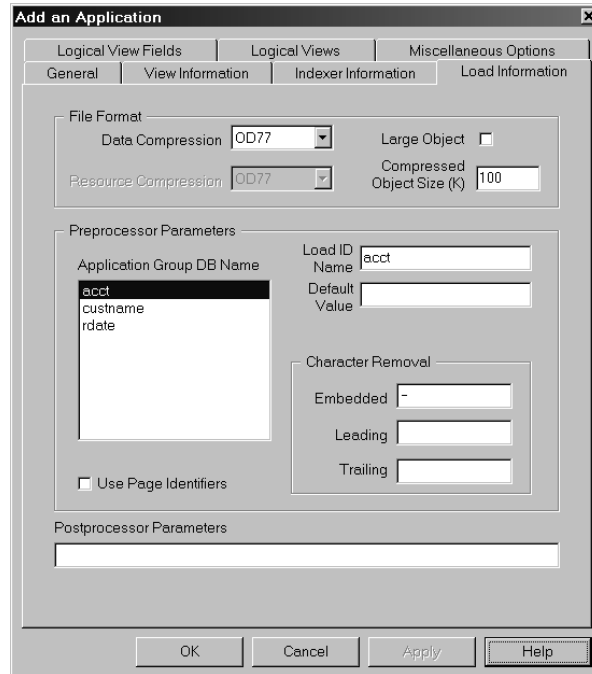 Add an Application
Logical View Fields
Logical Views
Miscellaneous Options
General
View Information
Indexer Information
Load Information
File Format
Data Compression
OD77
Large Object
Resource Compression
OD77
Compressed
Object Size (K)
100
Preprocessor Parameters
Application Group DB Name
acct
custname
rdate
Load ID
Name
acct
Default
Value
Character Removal
Embedded
-
Leading
Trailing
Use Page Identifiers
Postprocessor Parameters
OK
Cancel
Apply
Help